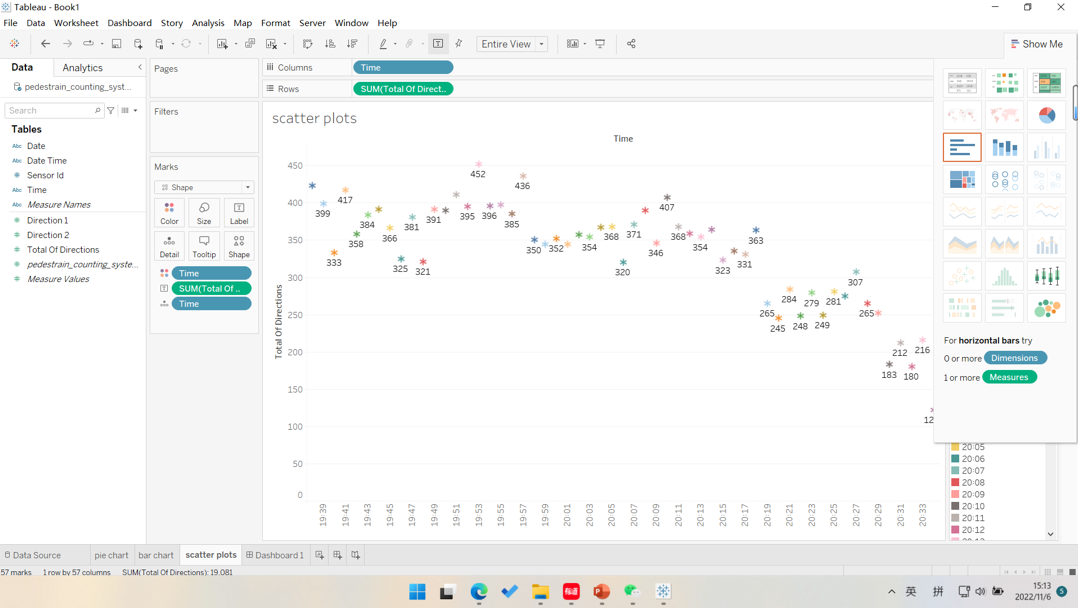 Tableau - Book1
File Data Worksheet Dashboard Story Analysis Map Format Server Window Help
Entire View
Show Me
Data
Analytics
pedestrain_counting_syst...
Search
Tables
Abc Date
Abc Date Time
Sensor Id
Abc Time
Abc Measure Names
Direction 1
Direction 2
Total Of Directions
pedestrain_counting_syste...
Measure Values
Pages
Filters
Marks
Shape
Color Size Label
Detail Tooltip Shape
Time
SUM(Total Of ..
Time
Columns
Time
Rows
SUM(Total Of Direct..
scatter plots
Time
Total Of Directions
450
400
350
300
250
200
150
100
50
0
399
333
417
358
384
366
325
381
321
391
395
452
396
385
436
350
352
354
368
320
371
346
407
368
354
323
331
363
265
245
284
248
279
249
281
307
265
183
212
180
216
12
19:39 19:41 19:43 19:45 19:47 19:49 19:51 19:53 19:55 19:57 19:59 20:01 20:03 20:05 20:07 20:09 20:11 20:13 20:15 20:17 20:19 20:21 20:23 20:25 20:27 20:29 20:31 20:33
For horizontal bars try
0 or more Dimensions
1 or more Measures
20:05
20:06
20:07
20:08
20:09
20:10
20:11
20:12
Data Source
pie chart
bar chart
scatter plots
Dashboard 1
57 marks 1 row by 57 columns SUM(Total Of Directions): 19,081
英 拼
15:13
2022/11/6
5